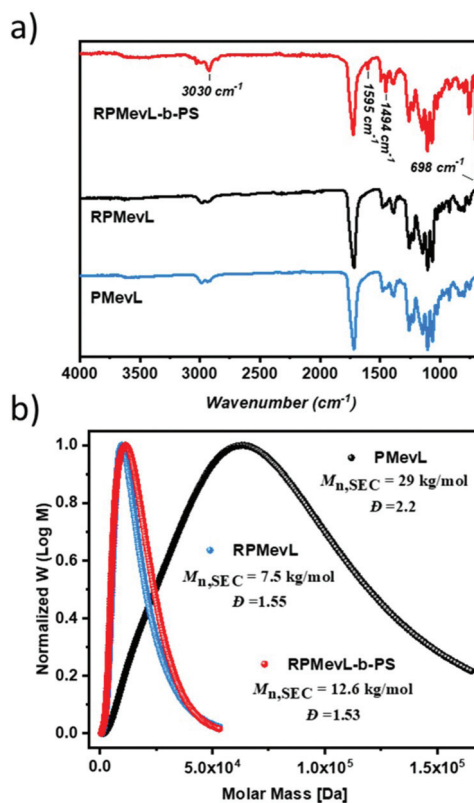 a)
3030 cm⁻¹
1595 cm⁻¹
1494 cm⁻¹
698 cm⁻¹
RPMevL-b-PS
RPMevL
PMevL
4000 3500 3000 2500 2000 1500 1000
Wavenumber (cm⁻¹)
b)
Normalized W (Log M)
1.0
0.8
0.6
0.4
0.2
0.0
PMevL
Mn,SEC = 29 kg/mol
Đ = 2.2
RPMevL
Mn,SEC = 7.5 kg/mol
Đ =1.55
RPMevL-b-PS
Mn,SEC = 12.6 kg/mol
Đ =1.53
0.0 5.0x10⁴ 1.0x10⁵ 1.5x10⁵
Molar Mass [Da]